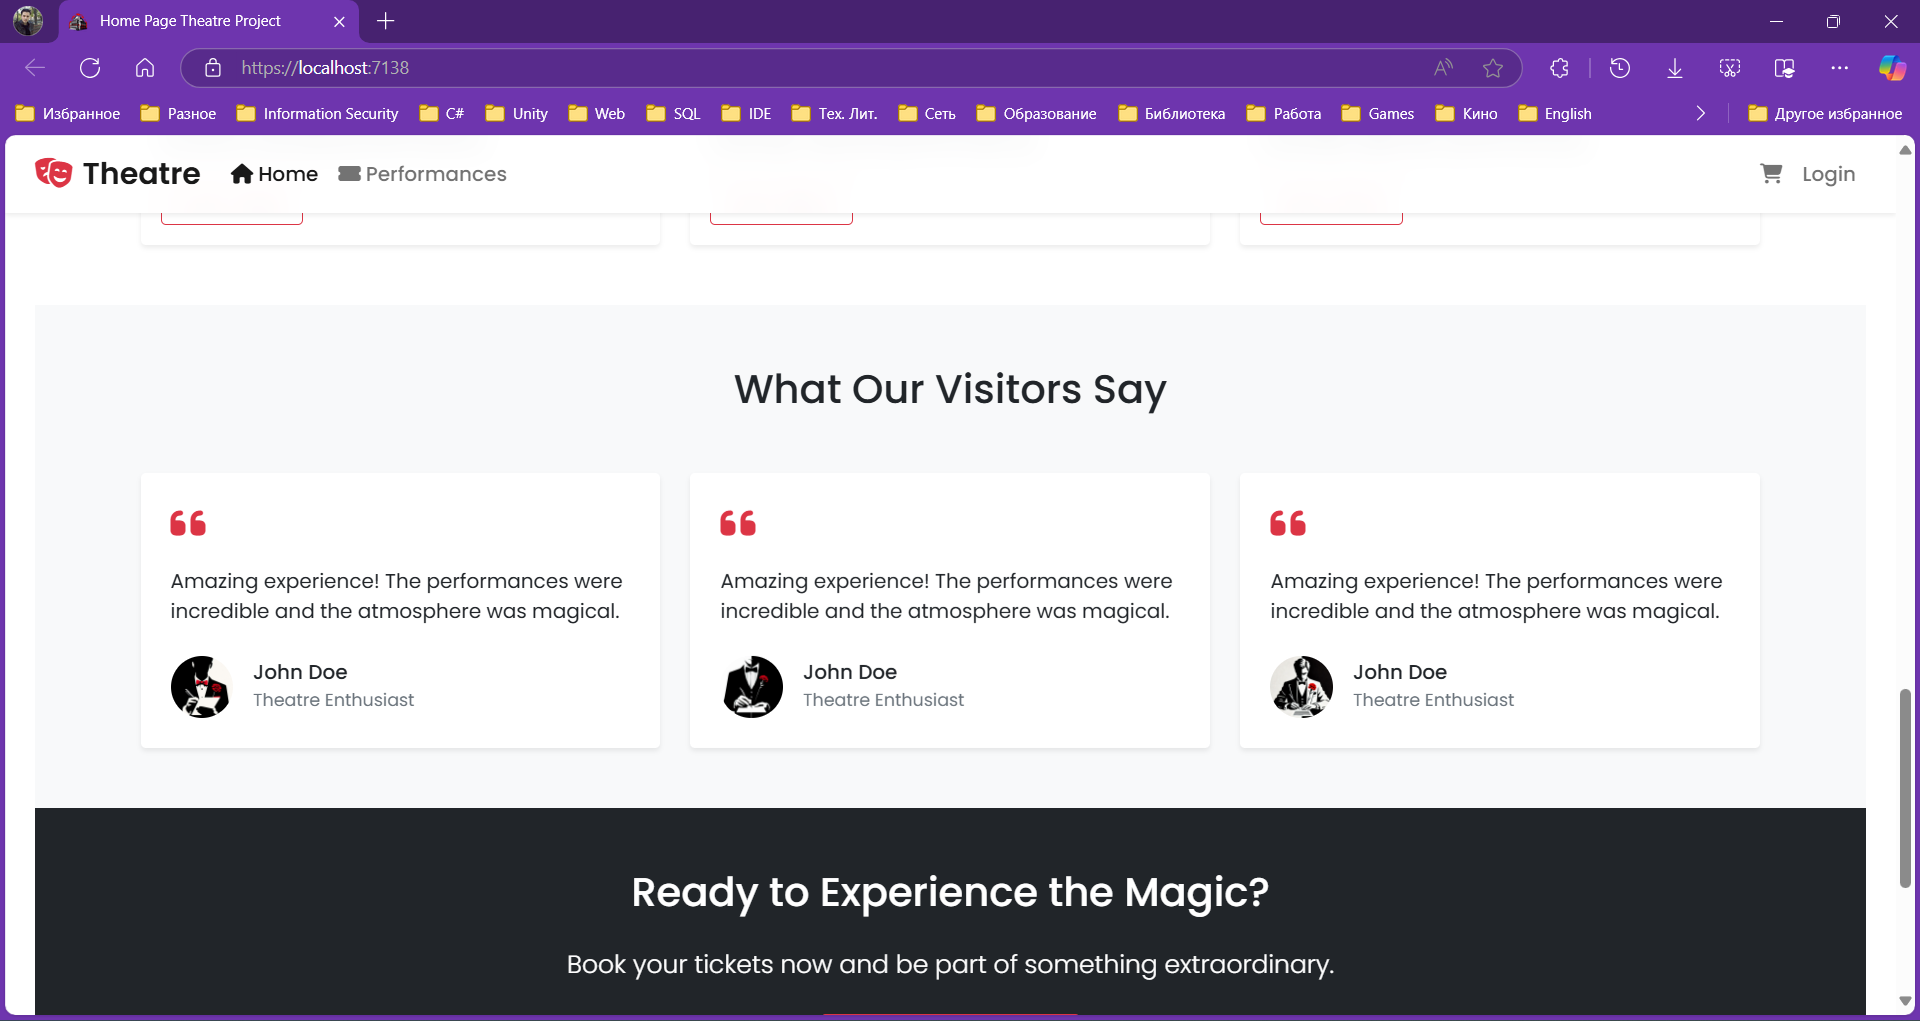 Home Page Theatre Project
https://localhost:7138
Избранное Разное Information Security C# Unity Web SQL IDE Тех. Лит. Сеть Образование Библиотека Работа Games Кино English Другое избранное
Theatre Home Performances Login
What Our Visitors Say
Amazing experience! The performances were
incredible and the atmosphere was magical.
John Doe
Theatre Enthusiast
Amazing experience! The performances were
incredible and the atmosphere was magical.
John Doe
Theatre Enthusiast
Amazing experience! The performances were
incredible and the atmosphere was magical.
John Doe
Theatre Enthusiast
Ready to Experience the Magic?
Book your tickets now and be part of something extraordinary.